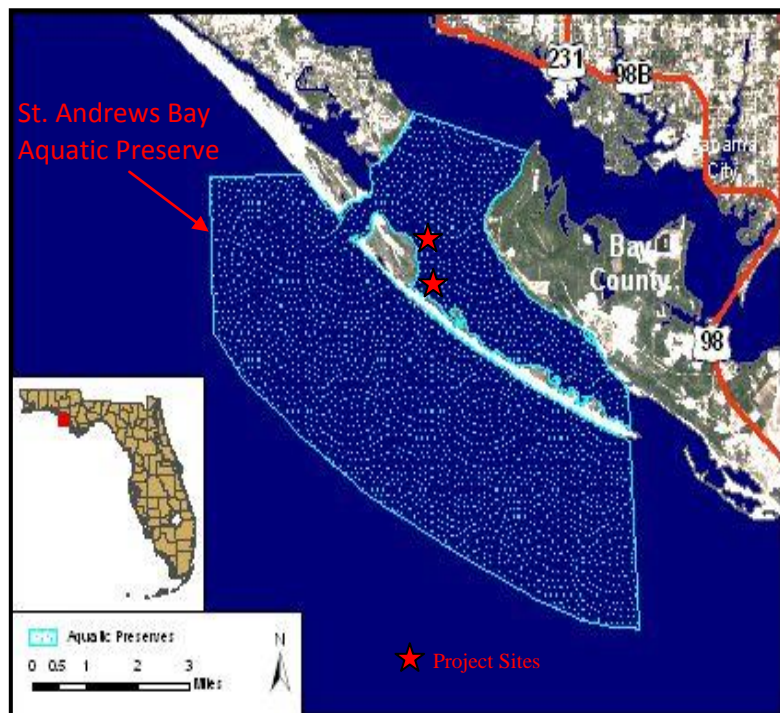 231
98B
St. Andrews Bay
Aquatic Preserve
City
Bay
County
98
Aquatic Preserves
N
0 0.5 1 2 3
Miles
Project Sites